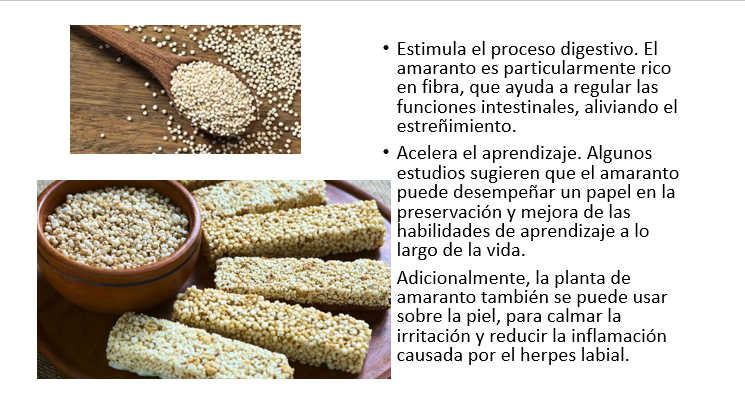 • Estimula el proceso digestivo. El
amaranto es particularmente rico
en fibra, que ayuda a regular las
funciones intestinales, aliviando el
estreñimiento.
• Acelera el aprendizaje. Algunos
estudios sugieren que el amaranto
puede desempeñar un papel en la
preservación y mejora de las
habilidades de aprendizaje a lo
largo de la vida.
Adicionalmente, la planta de
amaranto también se puede usar
sobre la piel, para calmar la
irritación y reducir la inflamación
causada por el herpes labial.